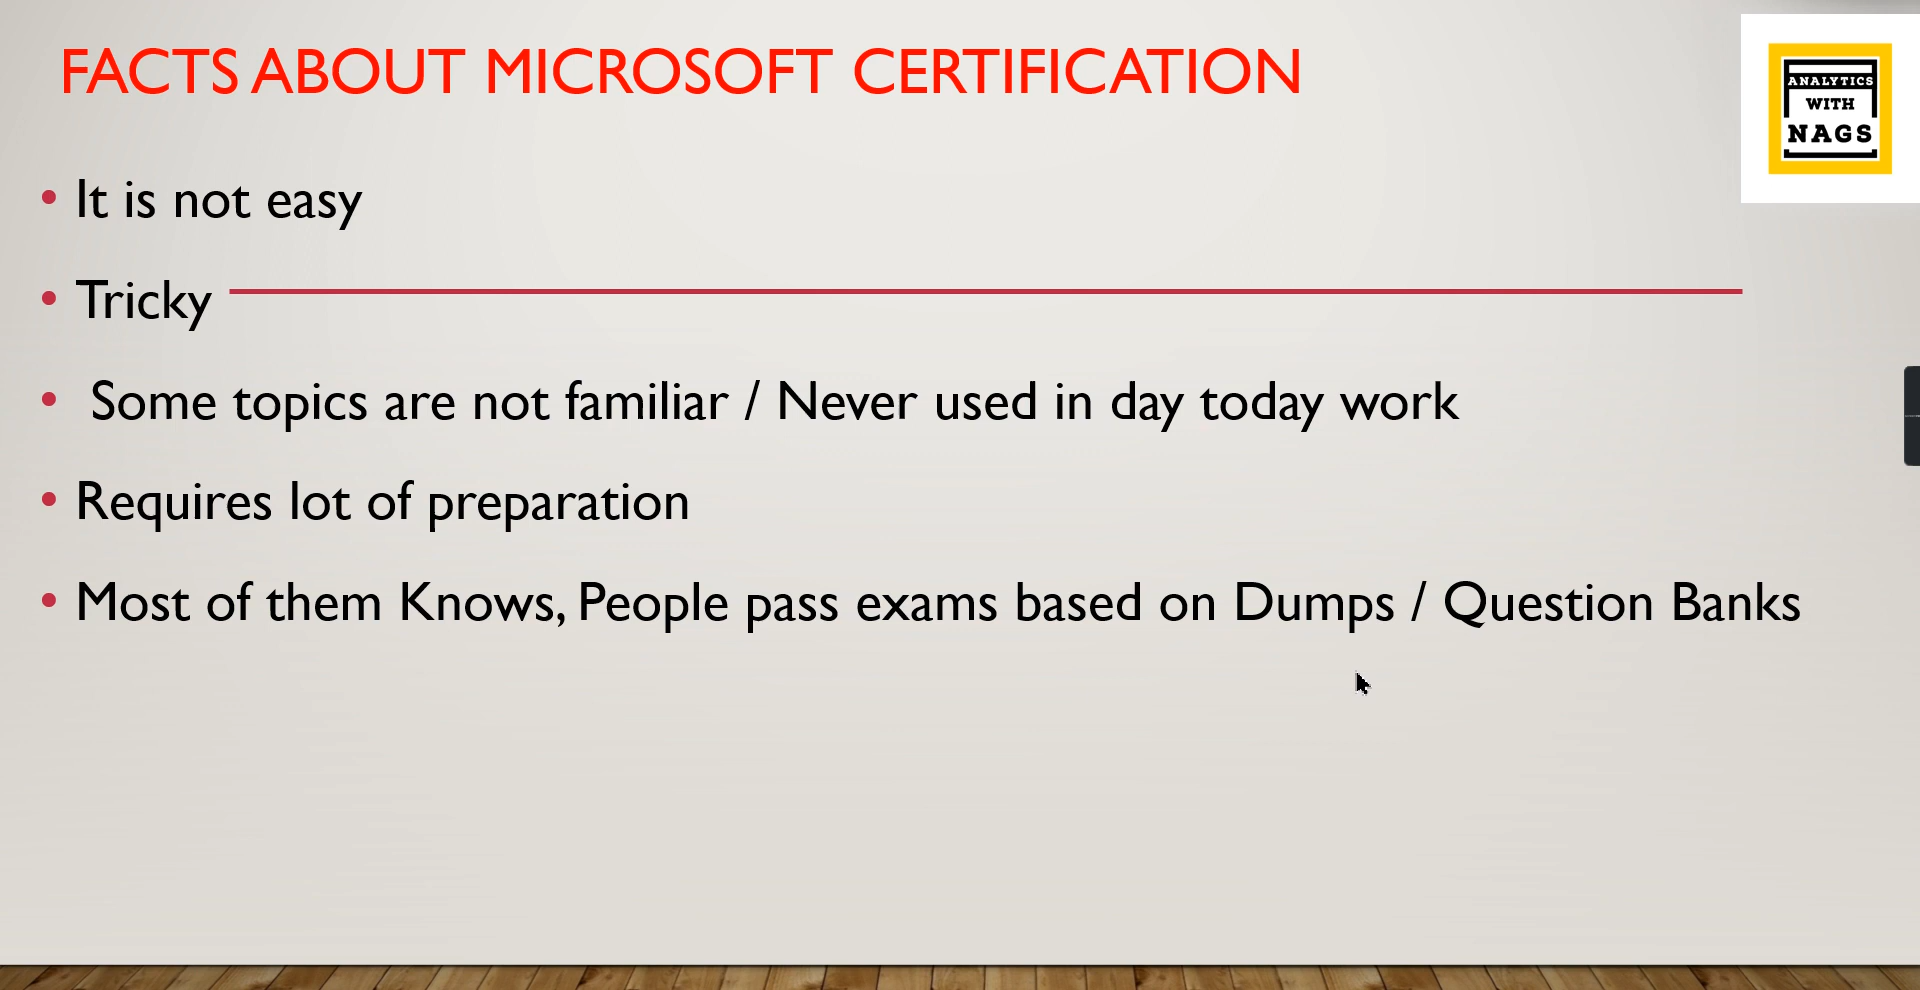 FACTS ABOUT MICROSOFT CERTIFICATION
ANALYTICS
WITH
NAGS
• It is not easy
• Tricky
• Some topics are not familiar / Never used in day today work
• Requires lot of preparation
• Most of them Knows, People pass exams based on Dumps / Question Banks